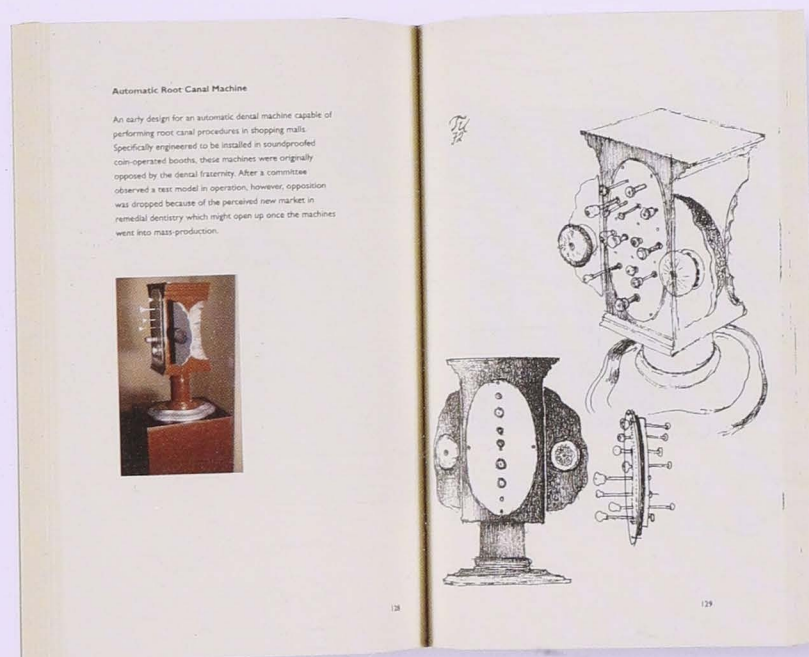 Automatic Root Canal Machine
An early design for an automatic dental machine capable of
performing root canal procedures in shopping malls.
Specifically engineered to be installed in soundproofed
coin-operated booths, these machines were originally
opposed by the dental fraternity. After a committee
observed a test model in operation, however, opposition
was dropped because of the perceived new market in
remedial dentistry which might open up once the machines
went into mass-production.
128
129